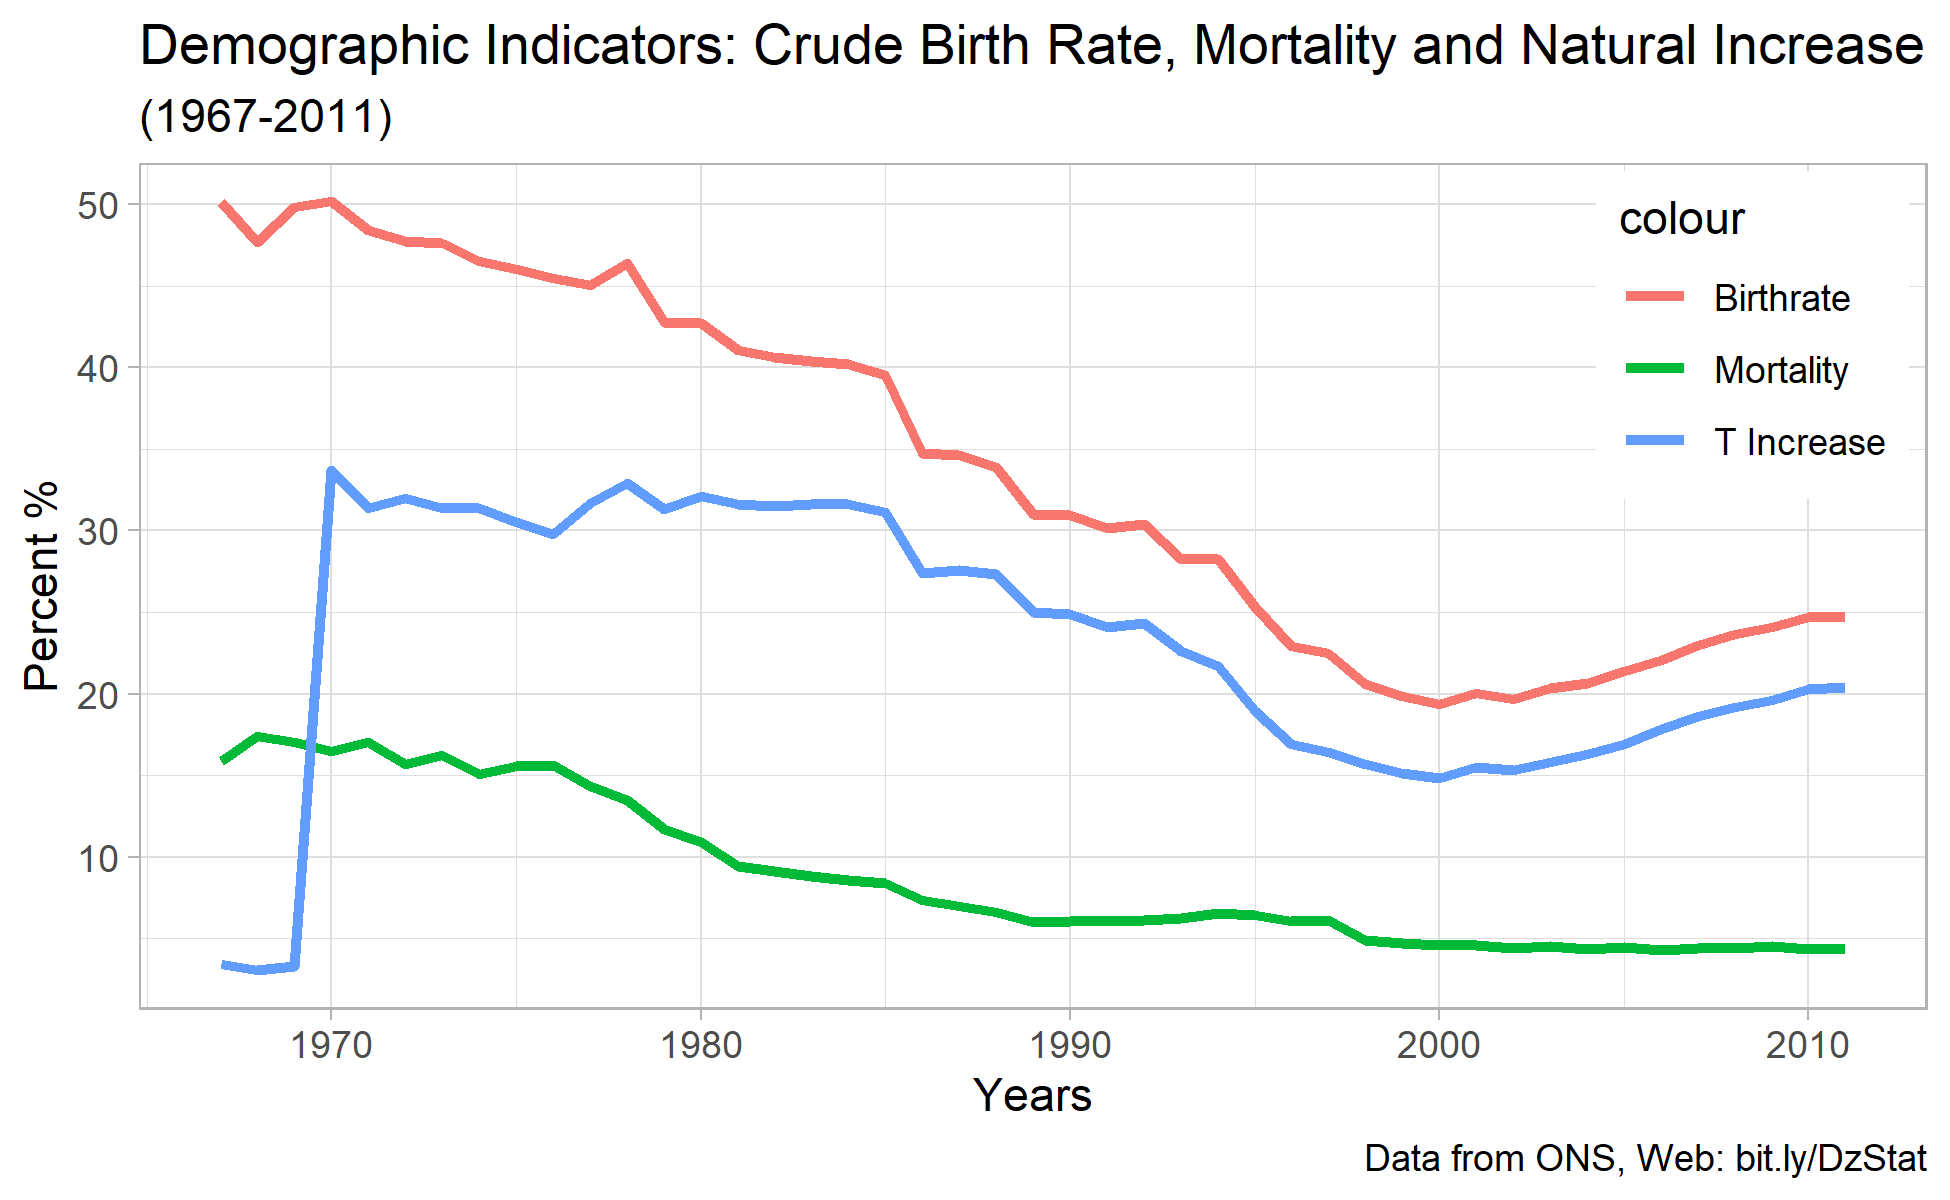 Demographic Indicators: Crude Birth Rate, Mortality and Natural Increase
(1967-2011)
colour
Birthrate
Mortality
T Increase
Percent %
50
40
30
20
10
1970 1980 1990 2000 2010
Years
Data from ONS, Web: bit.ly/DzStat